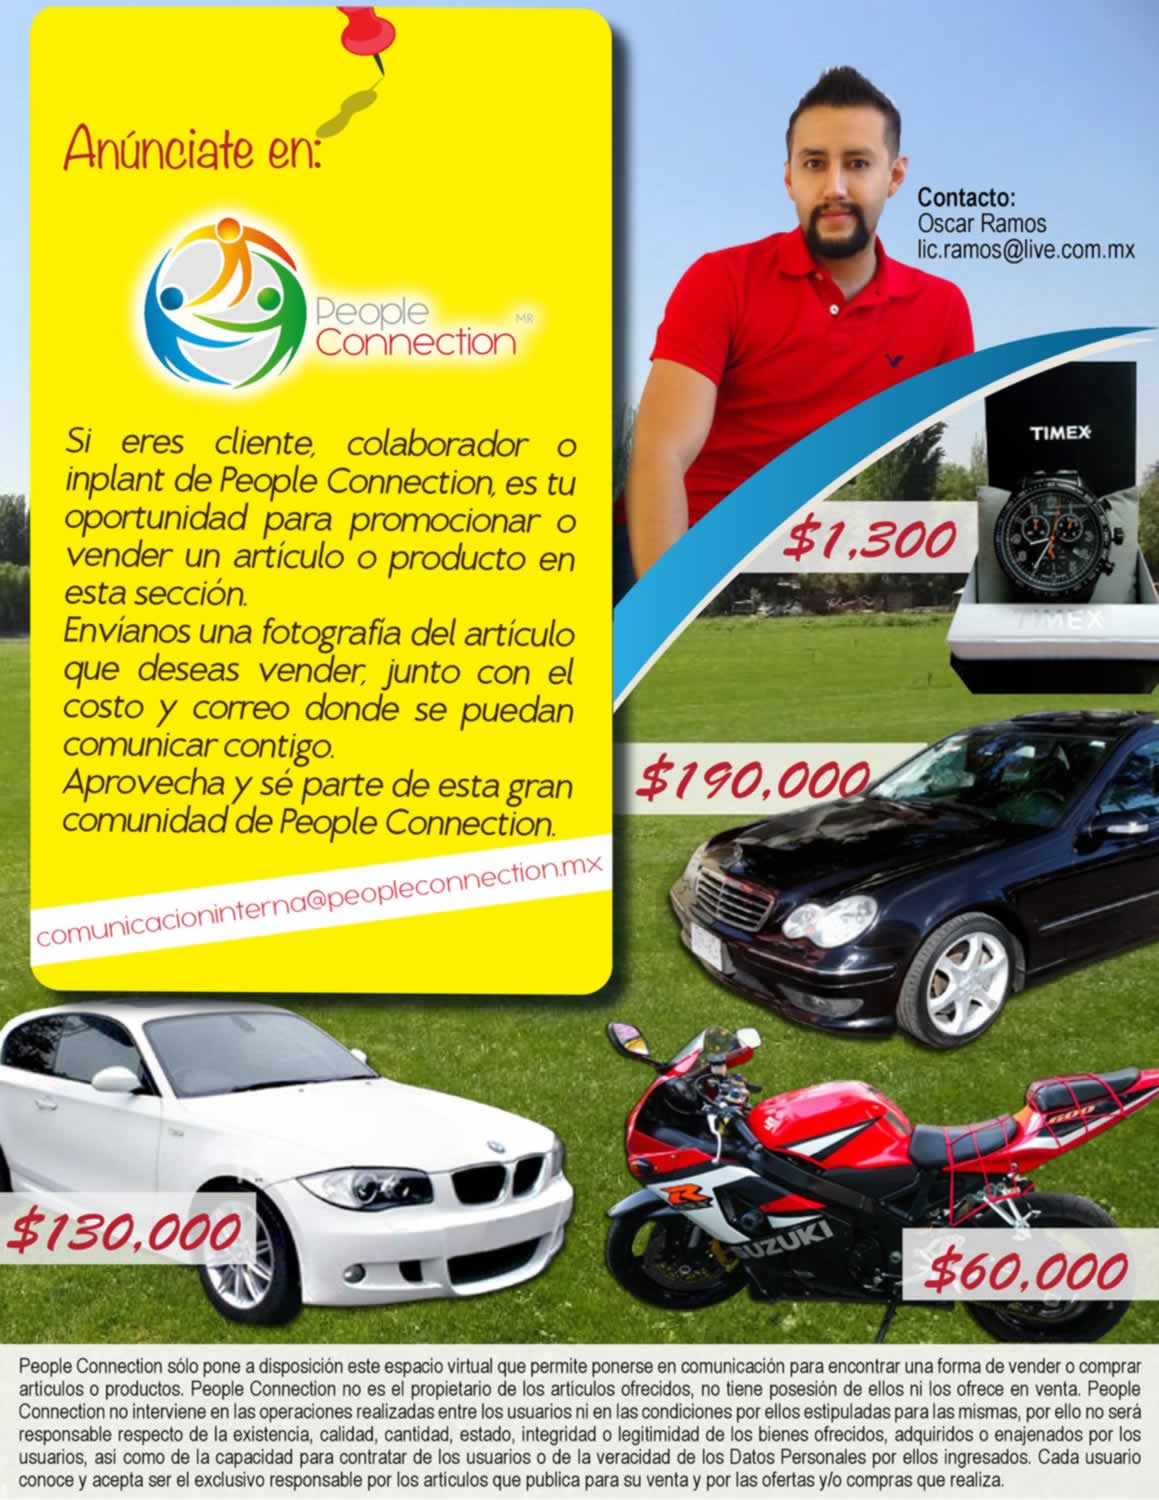 Anúnciate en:
People
Connection MR
Si eres cliente, colaborador o
inplant de People Connection, es tu
oportunidad para promocionar o
vender un artículo o producto en
esta sección.
Envíanos una fotografía del artículo
que deseas vender, junto con el
costo y correo donde se puedan
comunicar contigo.
Aprovecha y sé parte de esta gran
comunidad de People Connection.
comunicacioninterna@peopleconnection.mx
Contacto:
Oscar Ramos
lic.ramos@live.com.mx
TIMEX
$1,300
TIMEX
$190,000
$130,000
600
R
SUZUKI
$60,000
People Connection sólo pone a disposición este espacio virtual que permite ponerse en comunicación para encontrar una forma de vender o comprar
artículos o productos. People Connection no es el propietario de los artículos ofrecidos, no tiene posesión de ellos ni los ofrece en venta. People
Connection no interviene en las operaciones realizadas entre los usuarios ni en las condiciones por ellos estipuladas para las mismas, por ello no será
responsable respecto de la existencia, calidad, cantidad, estado, integridad o legitimidad de los bienes ofrecidos, adquiridos o enajenados por los
usuarios, así como de la capacidad para contratar de los usuarios o de la veracidad de los Datos Personales por ellos ingresados. Cada usuario
conoce y acepta ser el exclusivo responsable por los artículos que publica para su venta y por las ofertas y/o compras que realiza.